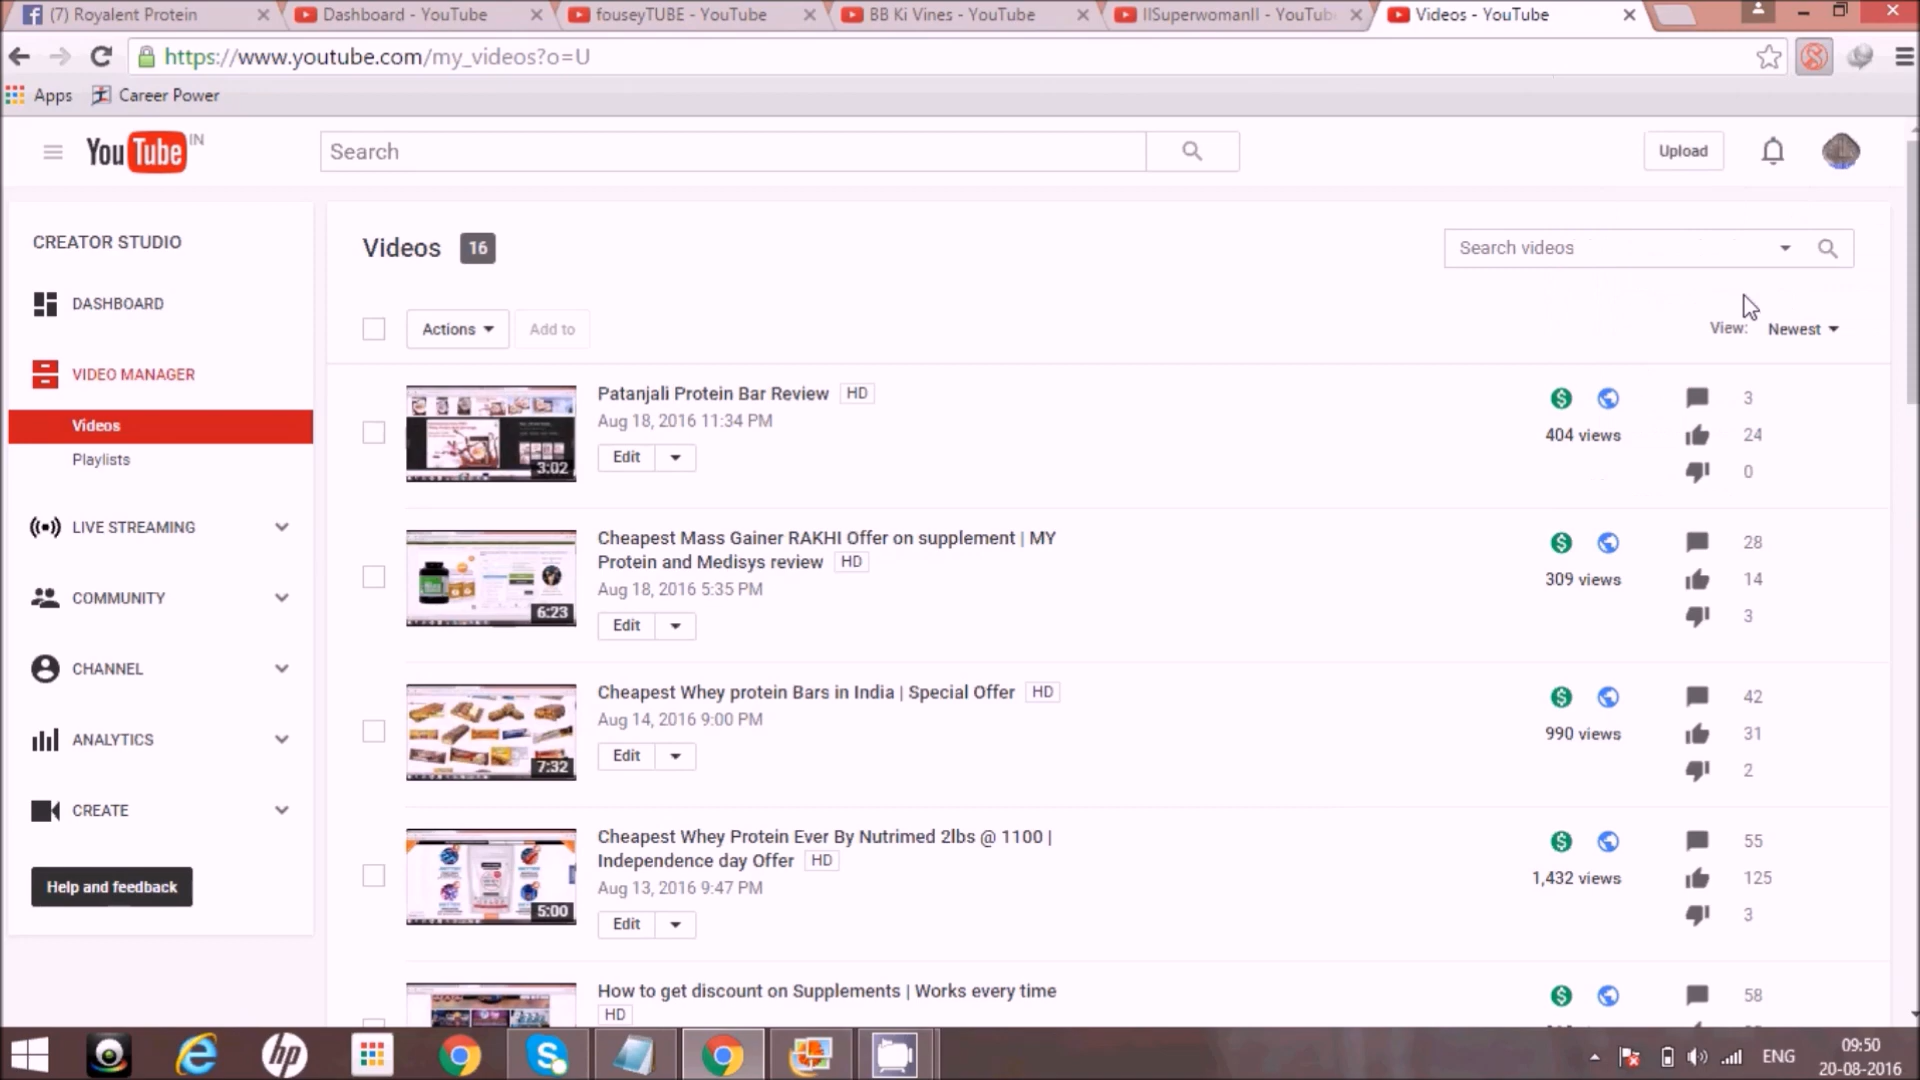 (7) Royalent Protein
Dashboard - YouTube
fouseyTUBE - YouTube
BB Ki Vines - YouTube
IISuperwomanII - YouTub
Videos - YouTube
https://www.youtube.com/my_videos?o=U
Apps
Career Power
YouTube IN
Search
Upload
CREATOR STUDIO
DASHBOARD
VIDEO MANAGER
Videos
Playlists
LIVE STREAMING
COMMUNITY
CHANNEL
ANALYTICS
CREATE
Help and feedback
Videos 16
Search videos
Actions
Add to
View: Newest
Patanjali Protein Bar Review HD
Aug 18, 2016 11:34 PM
Edit
3:02
404 views
3
24
0
Cheapest Mass Gainer RAKHI Offer on supplement | MY
Protein and Medisys review HD
Aug 18, 2016 5:35 PM
Edit
6:23
309 views
28
14
3
Cheapest Whey protein Bars in India | Special Offer HD
Aug 14, 2016 9:00 PM
Edit
7:32
990 views
42
31
2
Cheapest Whey Protein Ever By Nutrimed 2lbs @ 1100 |
Independence day Offer HD
Aug 13, 2016 9:47 PM
Edit
5:00
1,432 views
55
125
3
How to get discount on Supplements | Works every time
HD
58
hp
ENG
09:50
20-08-2016